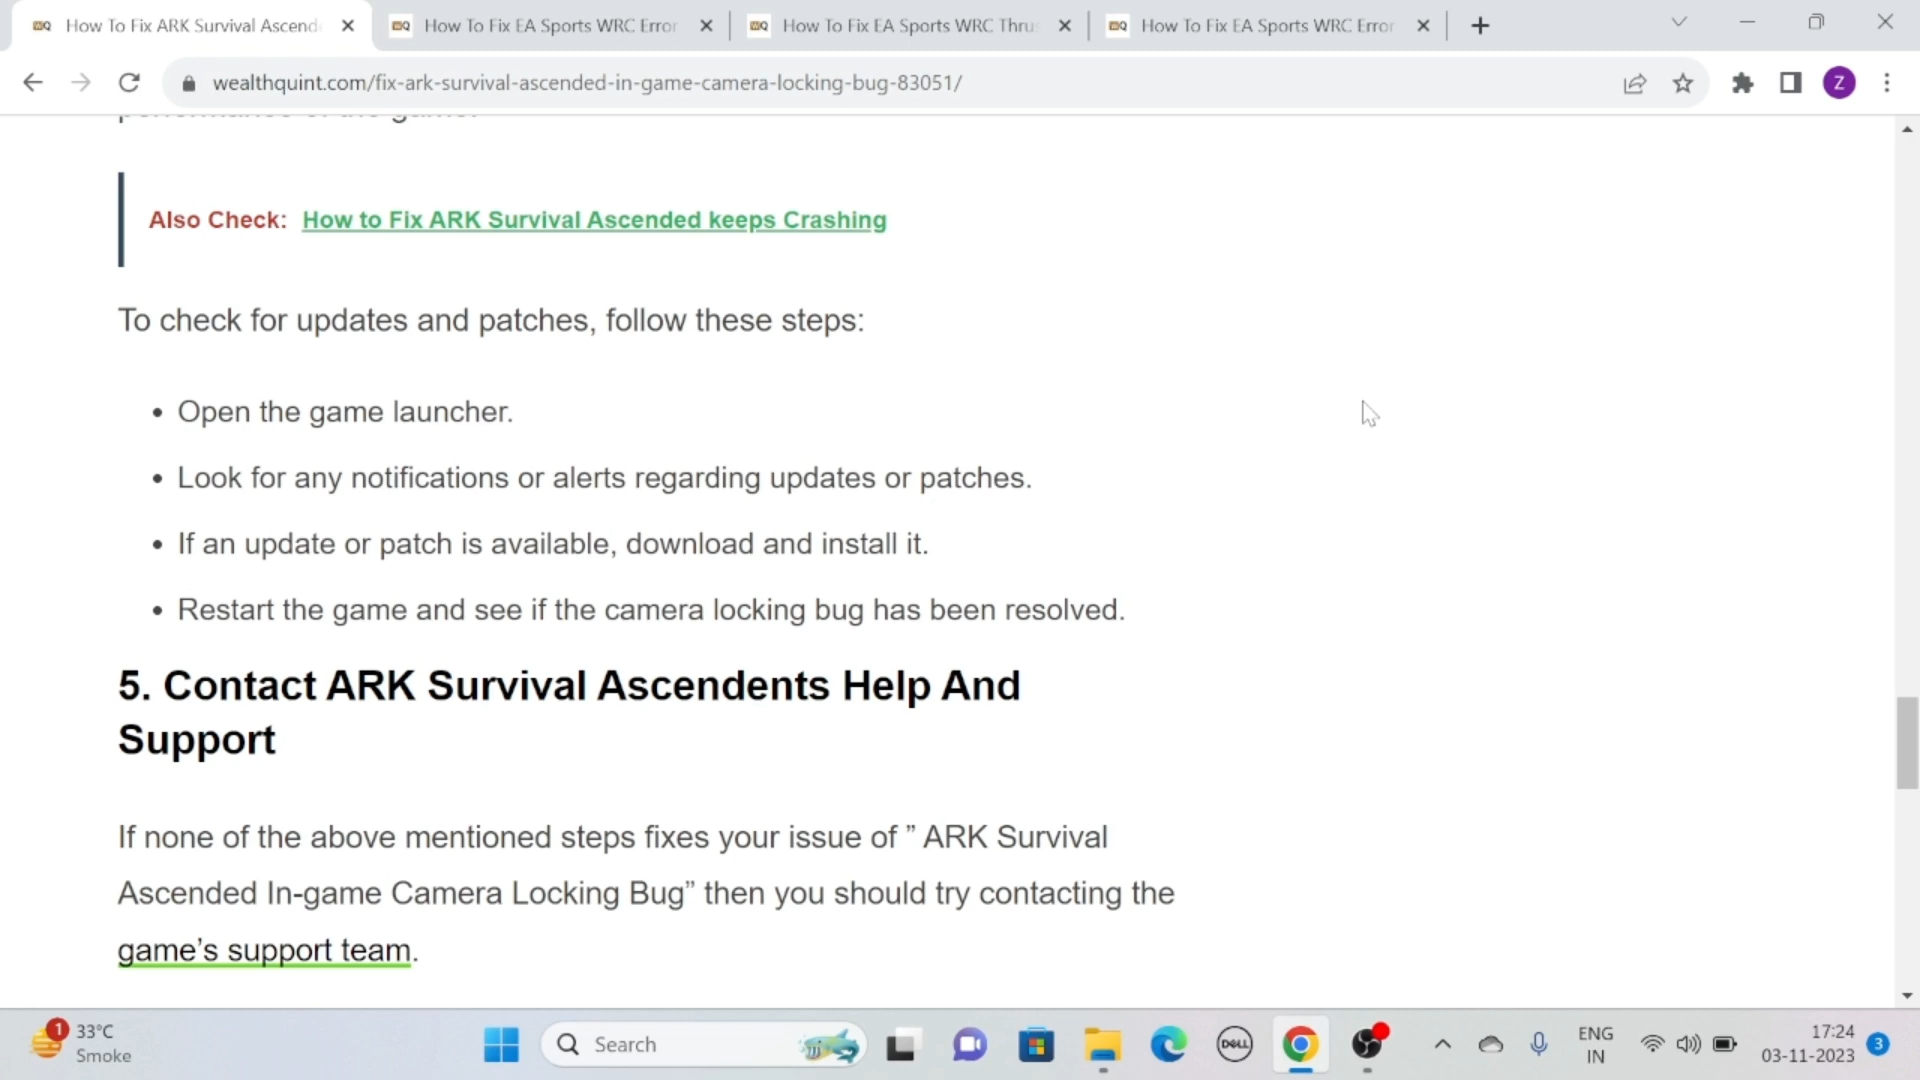 How To Fix ARK Survival Ascend
How To Fix EA Sports WRC Error
How To Fix EA Sports WRC Thru
How To Fix EA Sports WRC Error
wealthquint.com/fix-ark-survival-ascended-in-game-camera-locking-bug-83051/
Z
Also Check: How to Fix ARK Survival Ascended keeps Crashing
To check for updates and patches, follow these steps:
• Open the game launcher.
• Look for any notifications or alerts regarding updates or patches.
• If an update or patch is available, download and install it.
• Restart the game and see if the camera locking bug has been resolved.
5. Contact ARK Survival Ascendents Help And
Support
If none of the above mentioned steps fixes your issue of ” ARK Survival
Ascended In-game Camera Locking Bug” then you should try contacting the
game’s support team.
1
33°C
Smoke
Search
DELL
ENG
IN
17:24
03-11-2023
3